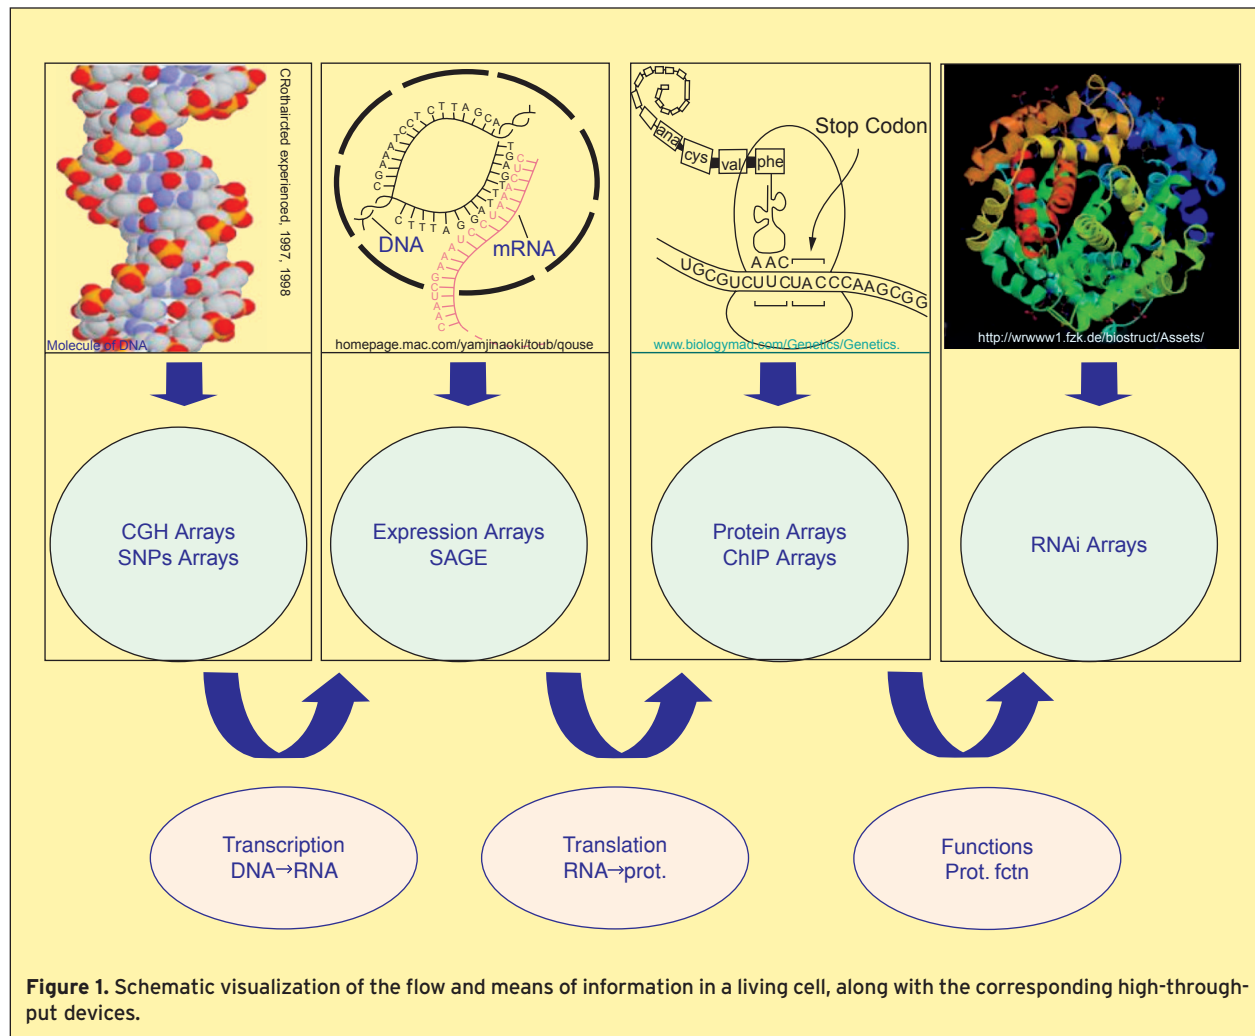 CRothaircted experienced, 1997, 1998
Molecule of DNA
CGH Arrays
SNPs Arrays
CGAAAACCTCTTAGCA
TGAGTTTAGGATTTTC
DNA
mRNA
homepage.mac.com/yamjinaoki/toub/qouse
Expression Arrays
SAGE
ana
cys
val
phe
Stop Codon
AAC
UGCGUCUUCUACCCAAGCGG
www.biologymad.com/Genetics/Genetics.
Protein Arrays
ChIP Arrays
http://wrwww1.fzk.de/biostruct/Assets/
RNAi Arrays
Transcription
DNA→RNA
Translation
RNA→prot.
Functions
Prot. fctn
Figure 1. Schematic visualization of the flow and means of information in a living cell, along with the corresponding high-through-
put devices.